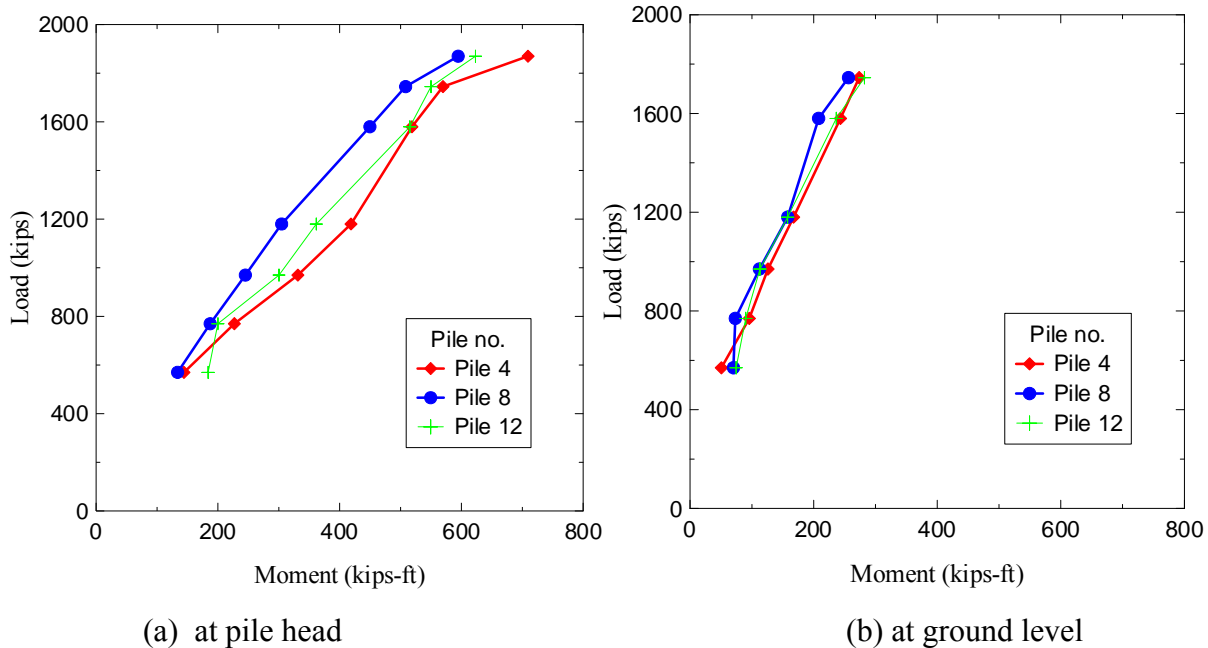 2000
1600
1200
800
400
0
Load (kips)
0 200 400 600 800
Moment (kips-ft)
Pile no.
Pile 4
Pile 8
Pile 12
(a) at pile head
2000
1600
1200
800
400
0
Load (kips)
0 200 400 600 800
Moment (kips-ft)
Pile no.
Pile 4
Pile 8
Pile 12
(b) at ground level